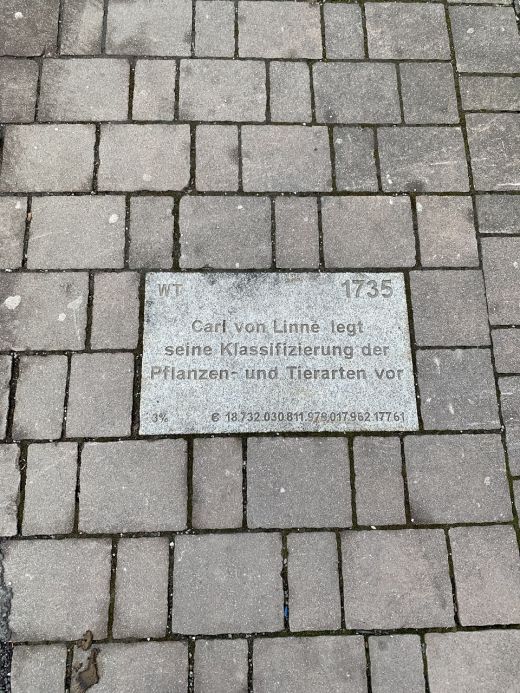 WT 1735
Carl von Linné legt
seine Klassifizierung der
Pflanzen- und Tierarten vor
3% € 18.732.030.811.979.017.962.177,61